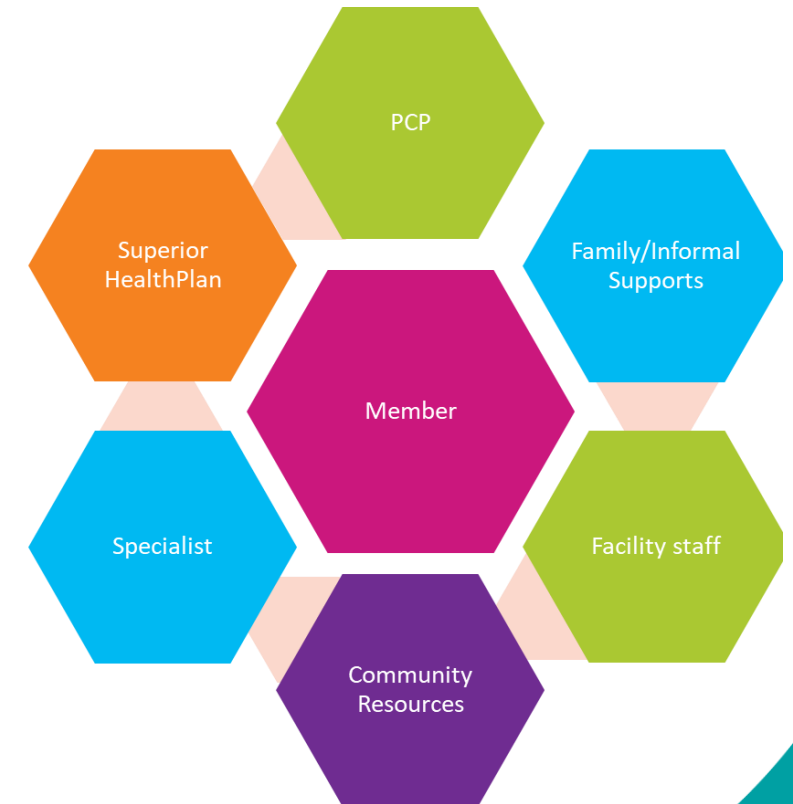 PCP
Superior
HealthPlan
Family/Informal
Supports
Member
Specialist
Facility staff
Community
Resources